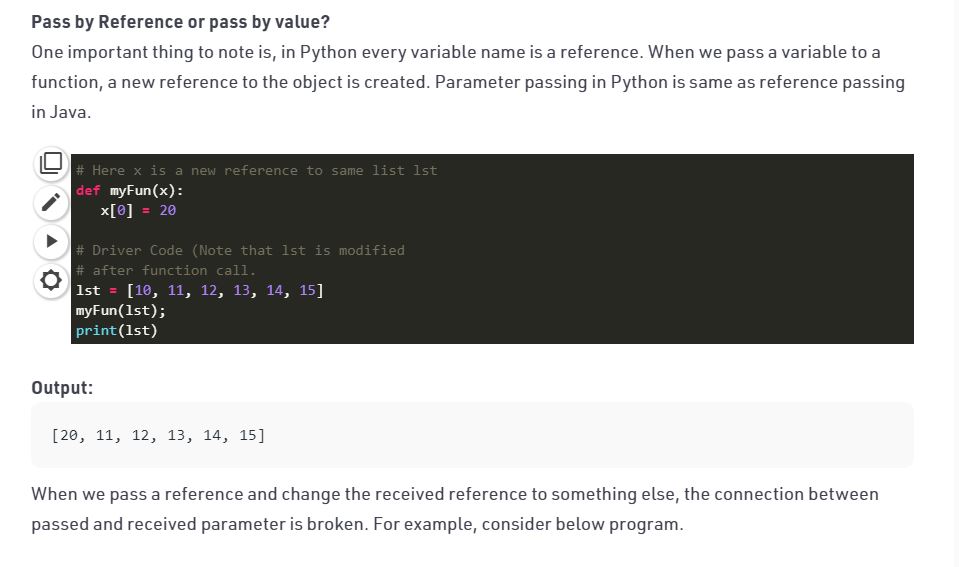 Pass by Reference or pass by value?
One important thing to note is, in Python every variable name is a reference. When we pass a variable to a
function, a new reference to the object is created. Parameter passing in Python is same as reference passing
in Java.
# Here x is a new reference to same list lst
def myFun(x):
   x[0] = 20
# Driver Code (Note that lst is modified
# after function call.
lst = [10, 11, 12, 13, 14, 15]
myFun(lst);
print(lst)
Output:
[20, 11, 12, 13, 14, 15]
When we pass a reference and change the received reference to something else, the connection between
passed and received parameter is broken. For example, consider below program.